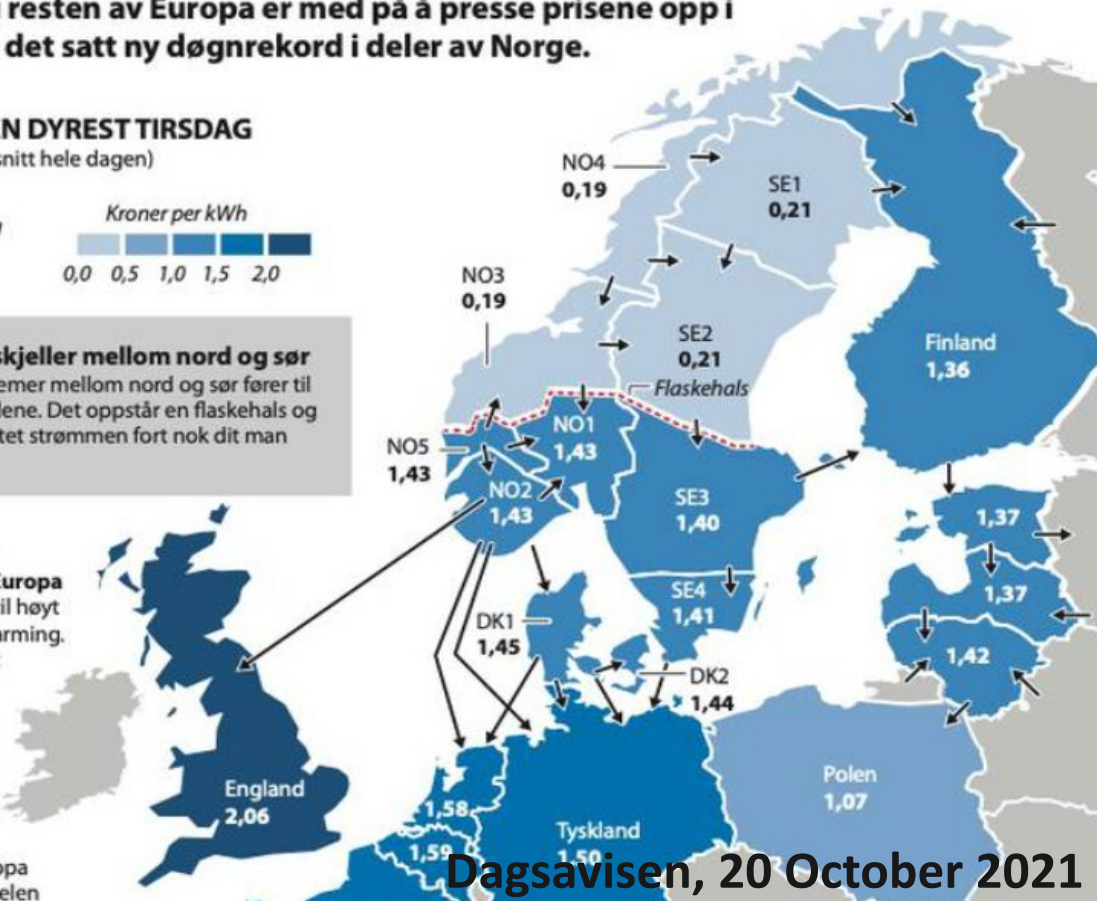 resten av Europa er med på å presse prisene opp i
det satt ny døgnrekord i deler av Norge.
EN DYREST TIRSDAG
snitt hele dagen)
Kroner per kWh
0,0 0,5 1,0 1,5 2,0
skjeller mellom nord og sør
emer mellom nord og sør fører til
lene. Det oppstår en flaskehals og
tet strømmen fort nok dit man
NO4
0,19
SE1
0,21
NO3
0,19
SE2
0,21
Flaskehals
Finland
1,36
NO5
1,43
NO1
1,43
NO2
1,43
SE3
1,40
1,37
1,37
1,42
SE4
1,41
DK1
1,45
DK2
1,44
Europa
til høyt
arming.
England
2,06
1,58
1,59
Tyskland
1,50
Polen
1,07
opa
elen
Dagsavisen, 20 October 2021